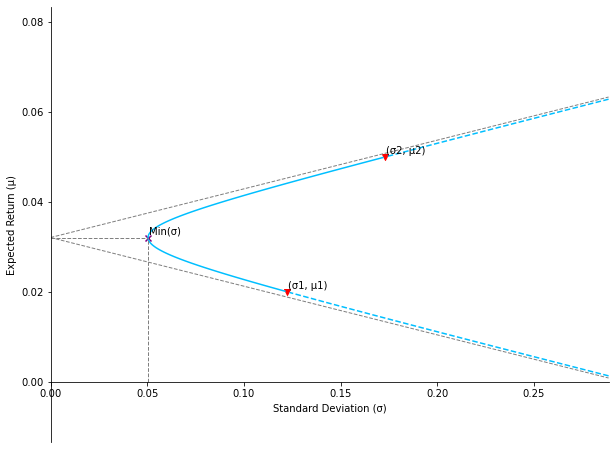 0.08
0.06
(σ2, μ2)
0.04
Min(σ)
Expected Return (μ)
(σ1, μ1)
0.02
0.00
0.00 0.05 0.10 0.15 0.20 0.25
Standard Deviation (σ)